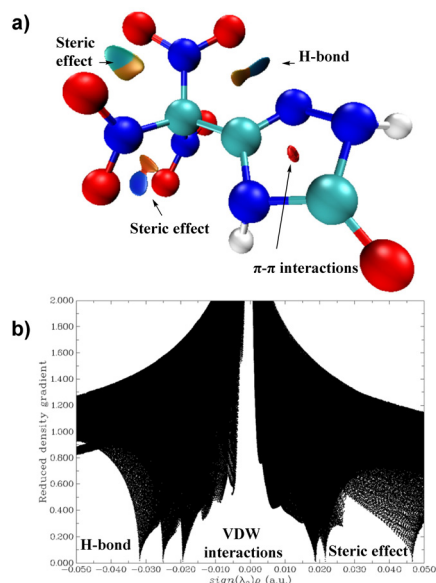 a)
Steric
effect
H-bond
Steric effect
π-π interactions
b)
Reduced density gradient
2.000
1.800
1.600
1.400
1.200
1.000
0.800
0.600
0.400
0.200
0.000
H-bond
VDW
interactions
Steric effect
−0.050 −0.040 −0.030 −0.020 −0.010 0.000 0.010 0.020 0.030 0.040 0.050
sign(λ₂)ρ (a.u.)